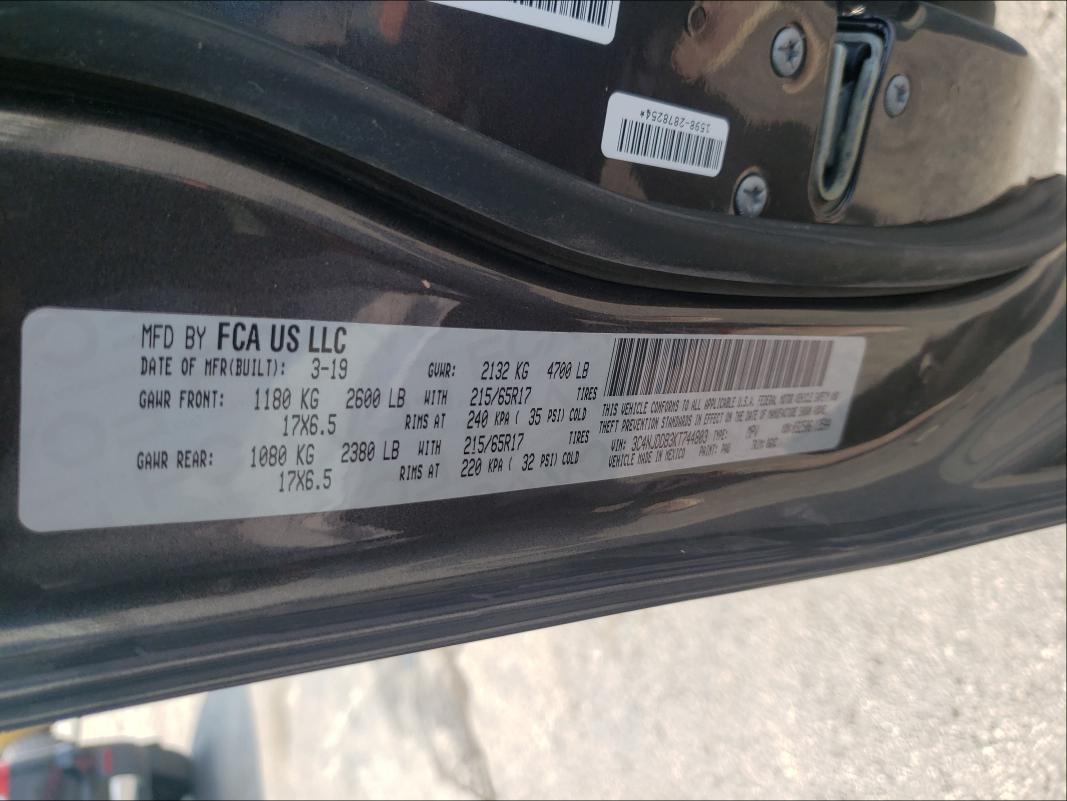 1598-2878254*
MFD BY FCA US LLC
DATE OF MFR(BUILT): 3-19 GVWR: 2132 KG 4700 LB
GAWR FRONT: 1180 KG 2600 LB WITH 215/65R17 TIRES
17X6.5 RIMS AT 240 KPA ( 35 PSI) COLD
GAWR REAR: 1080 KG 2380 LB WITH 215/65R17 TIRES
17X6.5 RIMS AT 220 KPA ( 32 PSI) COLD
THIS VEHICLE CONFORMS TO ALL APPLICABLE U.S.A. FEDERAL MOTOR VEHICLE SAFETY AND
THEFT PREVENTION STANDARDS IN EFFECT ON THE DATE OF MANUFACTURE SHOWN ABOVE.
VIN: TYPE: MPV
VEHICLE MADE IN MEXICO PAINT: PAU TRIM: